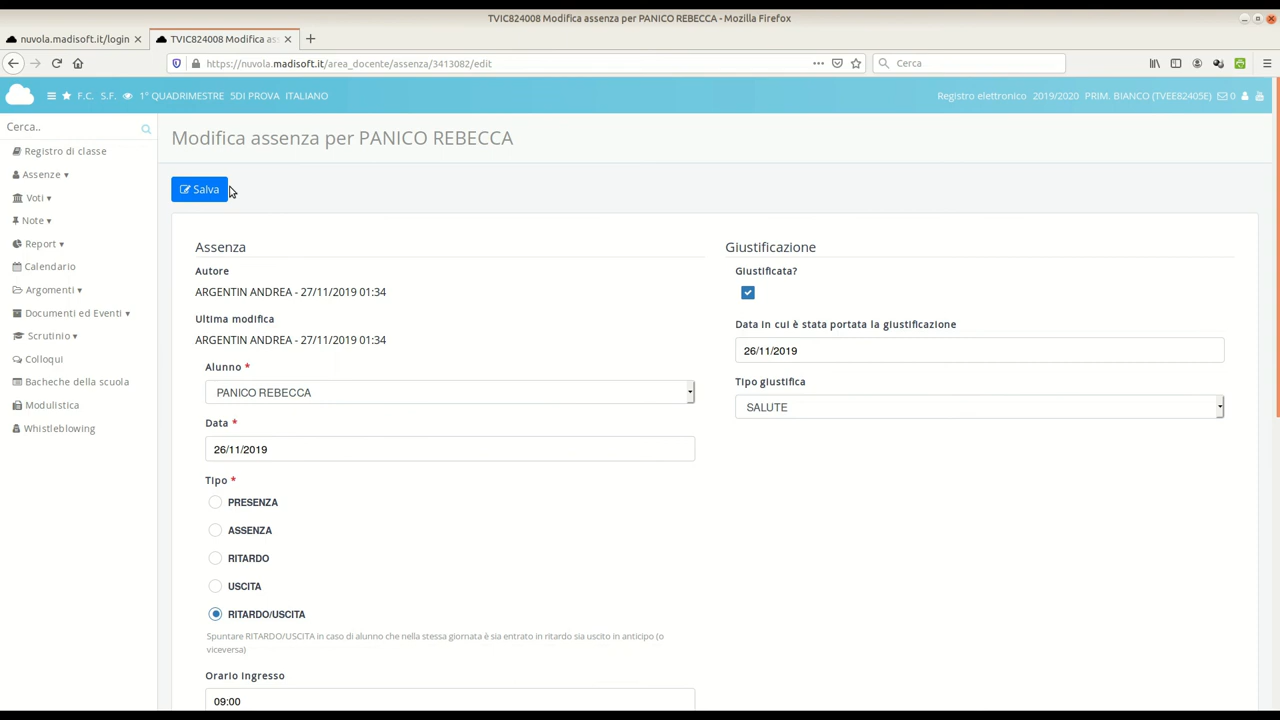 TVIC824008 Modifica assenza per PANICO REBECCA - Mozilla Firefox
nuvola.madisoft.it/login
TVIC824008 Modifica as
https://nuvola.madisoft.it/area_docente/assenza/3413082/edit
Cerca
F.C. S.F. 1° QUADRIMESTRE 5DI PROVA ITALIANO
Registro elettronico 2019/2020 PRIM. BIANCO (TVEE82405E) 0
Cerca..
Registro di classe
Assenze
Voti
Note
Report
Calendario
Argomenti
Documenti ed Eventi
Scrutinio
Colloqui
Bacheche della scuola
Modulistica
Whistleblowing
Modifica assenza per PANICO REBECCA
Salva
Assenza
Autore
ARGENTIN ANDREA - 27/11/2019 01:34
Ultima modifica
ARGENTIN ANDREA - 27/11/2019 01:34
Alunno *
PANICO REBECCA
Data *
26/11/2019
Tipo *
PRESENZA
ASSENZA
RITARDO
USCITA
RITARDO/USCITA
Spuntare RITARDO/USCITA in caso di alunno che nella stessa giornata è sia entrato in ritardo sia uscito in anticipo (o
viceversa)
Orario ingresso
09:00
Giustificazione
Giustificata?
Data in cui è stata portata la giustificazione
26/11/2019
Tipo giustifica
SALUTE